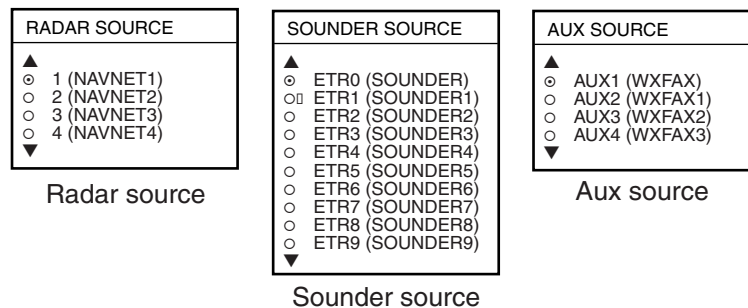 RADAR SOURCE
▲
⊙ 1 (NAVNET1)
○ 2 (NAVNET2)
○ 3 (NAVNET3)
○ 4 (NAVNET4)
▼
Radar source
SOUNDER SOURCE
▲
⊙ ETR0 (SOUNDER)
○▯ ETR1 (SOUNDER1)
○ ETR2 (SOUNDER2)
○ ETR3 (SOUNDER3)
○ ETR4 (SOUNDER4)
○ ETR5 (SOUNDER5)
○ ETR6 (SOUNDER6)
○ ETR7 (SOUNDER7)
○ ETR8 (SOUNDER8)
○ ETR9 (SOUNDER9)
▼
Sounder source
AUX SOURCE
▲
⊙ AUX1 (WXFAX)
○ AUX2 (WXFAX1)
○ AUX3 (WXFAX2)
○ AUX4 (WXFAX3)
▼
Aux source